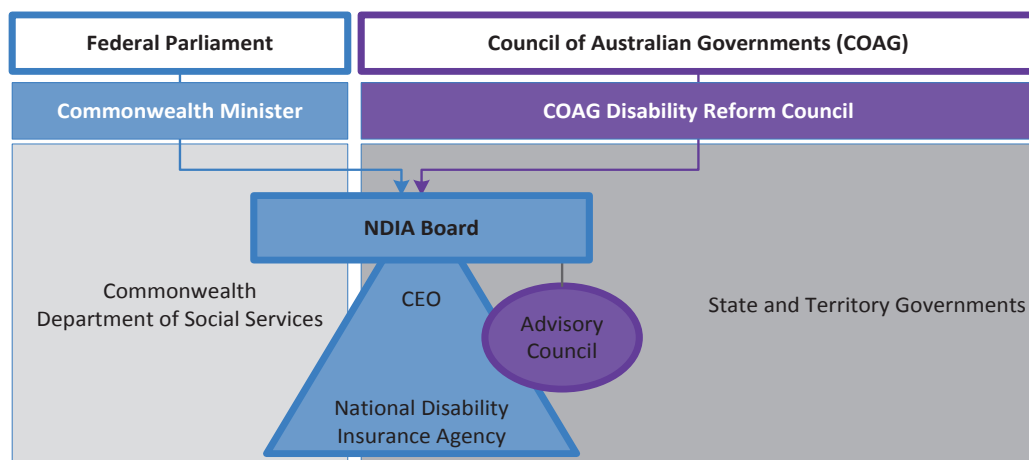 Federal Parliament
Council of Australian Governments (COAG)
Commonwealth Minister
COAG Disability Reform Council
NDIA Board
Commonwealth
Department of Social Services
CEO
Advisory
Council
State and Territory Governments
National Disability
Insurance Agency